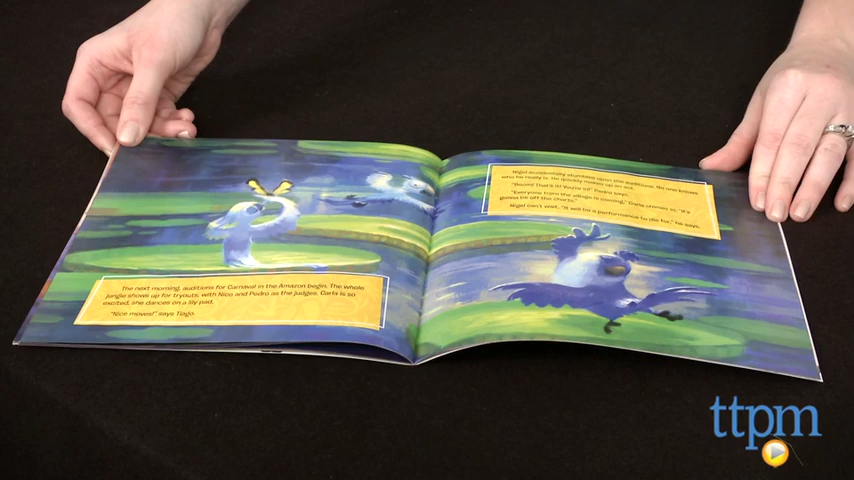 The next morning, auditions for Carnaval in the Amazon begin. The whole
jungle shows up for tryouts, with Nico and Pedro as the judges. Carla is so
excited, she dances on a lily pad.
"Nice moves!" says Tiago.
Nigel accidentally stumbles upon the auditions. No one knows
who he really is. He quickly makes up an act.
"Boom! That's it! You're in!" Pedro says.
"Everyone from the village is coming," Carla chimes in. "It's
gonna be off the charts."
Nigel can't wait. "It will be a performance to die for," he says.
ttpm